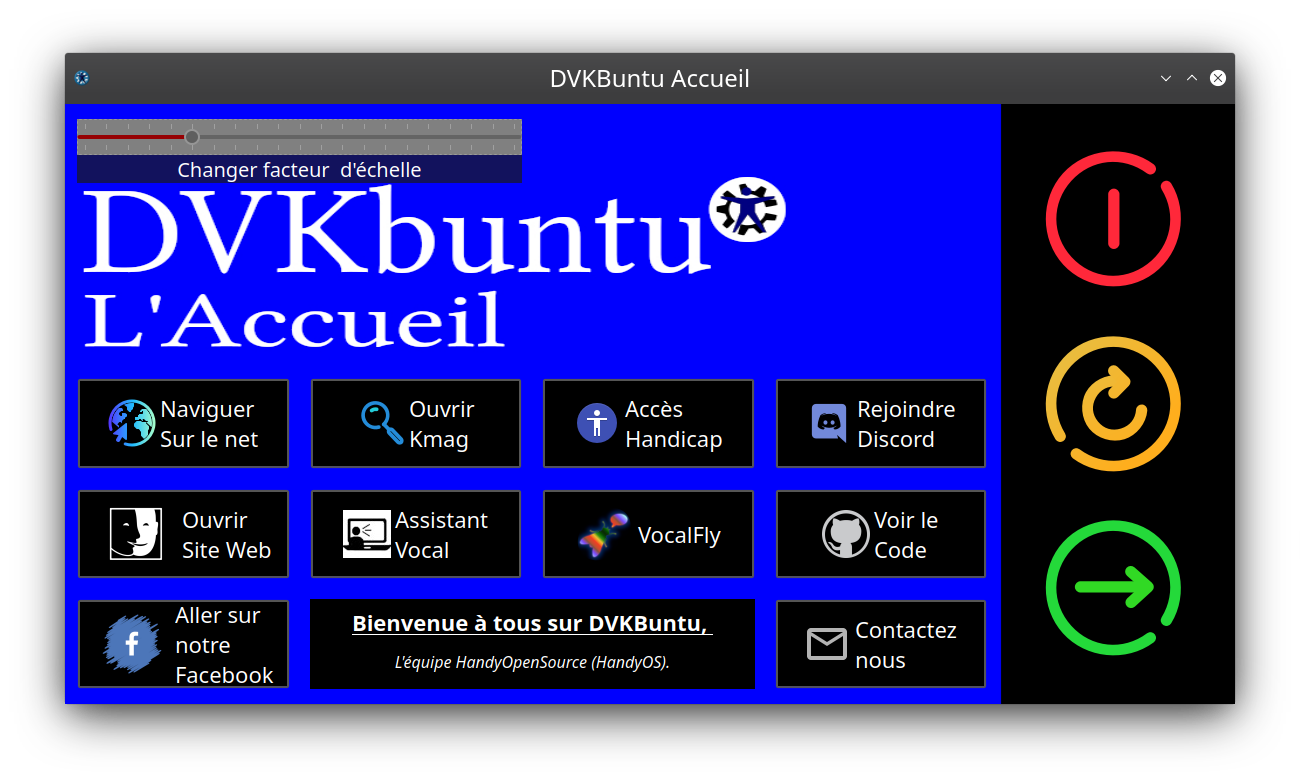 DVKBuntu Accueil
Changer facteur  d'échelle
DVKbuntu
L'Accueil
Naviguer
Sur le net
Ouvrir
Kmag
Accès
Handicap
Rejoindre
Discord
Ouvrir
Site Web
Assistant
Vocal
VocalFly
Voir le
Code
Aller sur
notre
Facebook
Bienvenue à tous sur DVKBuntu,
L'équipe HandyOpenSource (HandyOS).
Contactez
nous